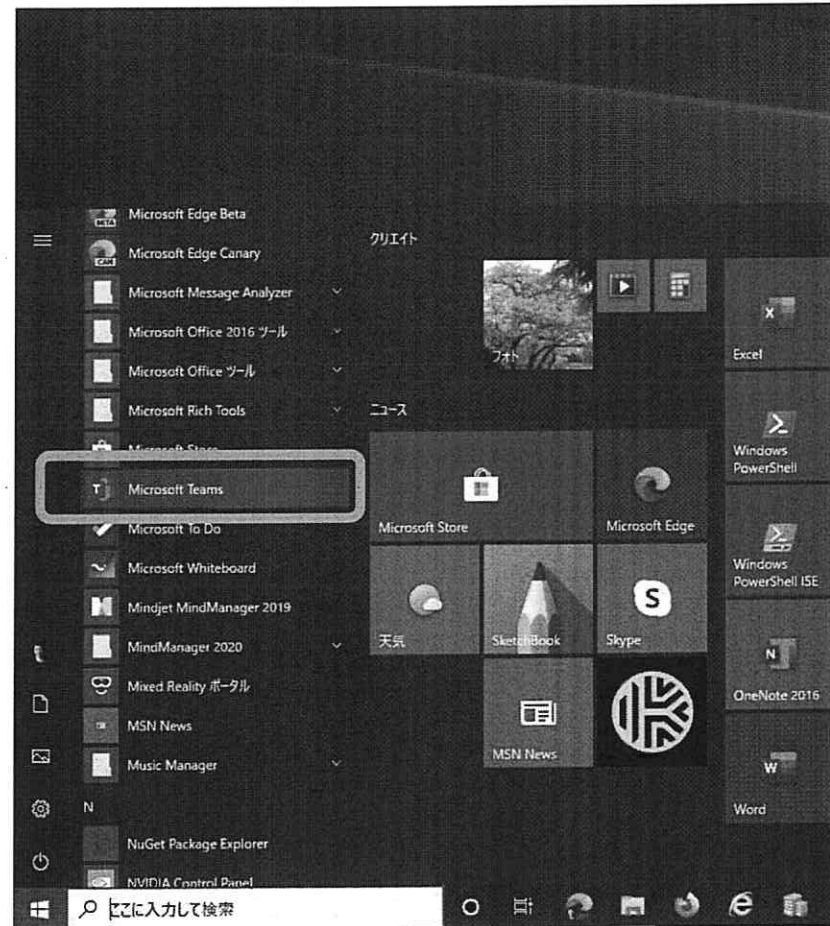 Microsoft Edge Beta
Microsoft Edge Canary
Microsoft Message Analyzer
Microsoft Office 2016 ツール
Microsoft Office ツール
Microsoft Rich Tools
Microsoft Store
Microsoft Teams
Microsoft To Do
Microsoft Whiteboard
Mindjet MindManager 2019
MindManager 2020
Mixed Reality ポータル
MSN News
Music Manager
N
NuGet Package Explorer
NVIDIA Control Panel
クリエイト
フォト
ニュース
Microsoft Store
Microsoft Edge
天気
SketchBook
Skype
MSN News
Excel
Windows
PowerShell
Windows
PowerShell ISE
OneNote 2016
Word
ここに入力して検索